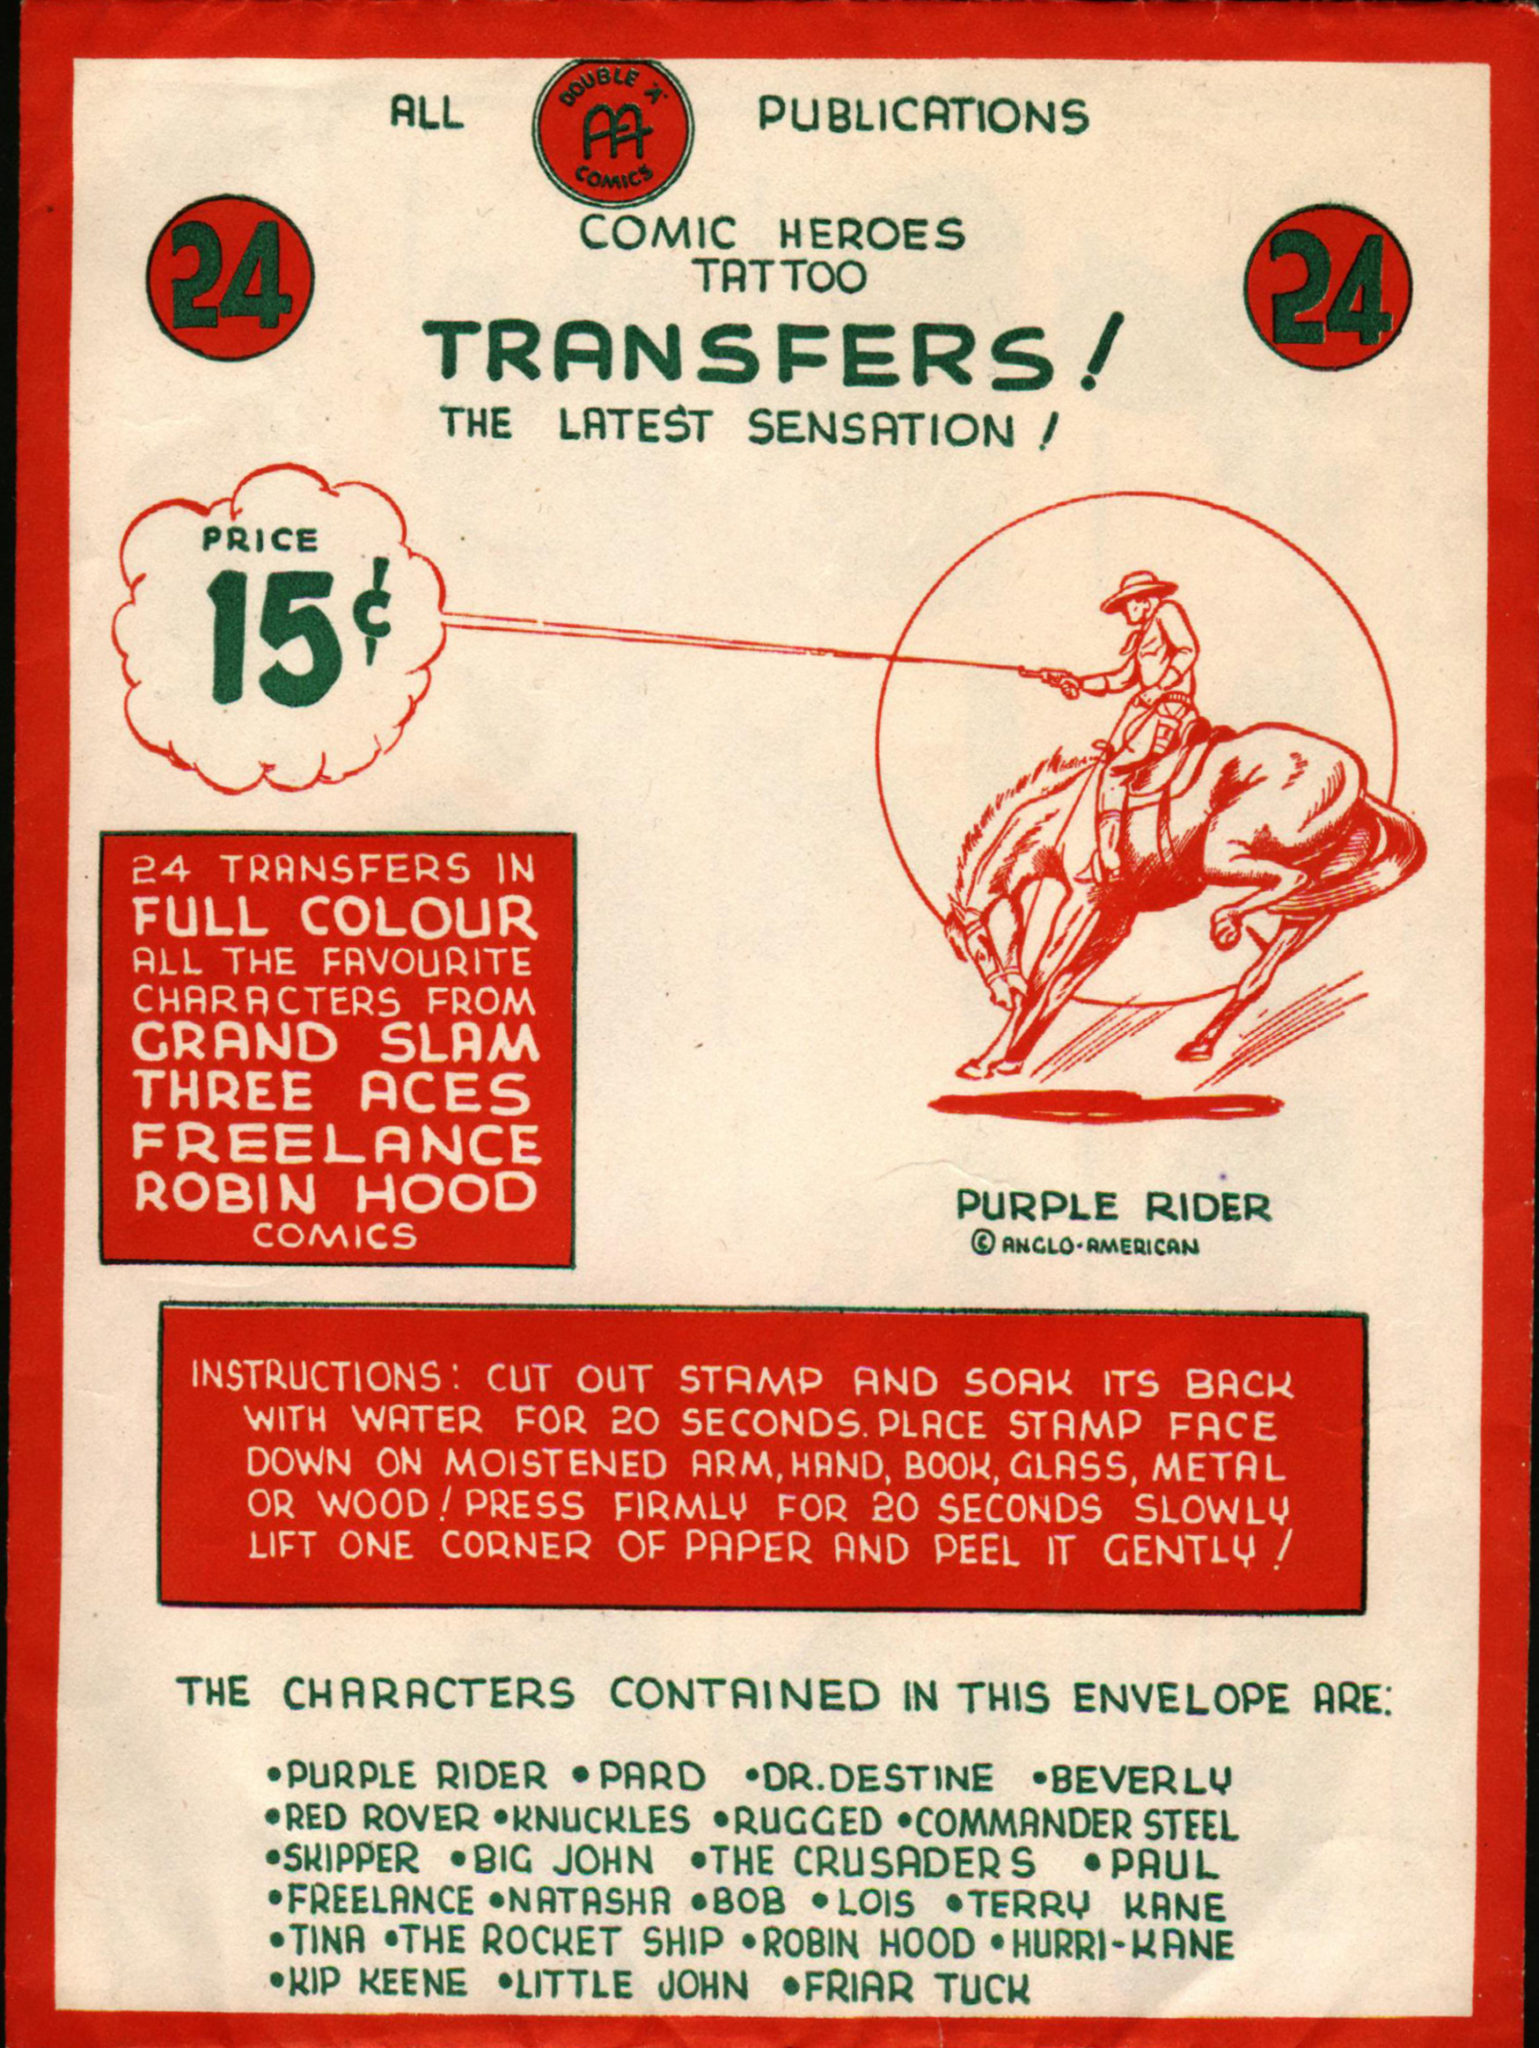 ALL DOUBLE 'A' PUBLICATIONS
AA
COMICS
24
24
COMIC HEROES
TATTOO
TRANSFERS!
THE LATEST SENSATION!
PRICE
15¢
24 TRANSFERS IN
FULL COLOUR
ALL THE FAVOURITE
CHARACTERS FROM
GRAND SLAM
THREE ACES
FREELANCE
ROBIN HOOD
COMICS
PURPLE RIDER
© ANGLO-AMERICAN
INSTRUCTIONS: CUT OUT STAMP AND SOAK ITS BACK
WITH WATER FOR 20 SECONDS. PLACE STAMP FACE
DOWN ON MOISTENED ARM, HAND, BOOK, GLASS, METAL
OR WOOD! PRESS FIRMLY FOR 20 SECONDS SLOWLY
LIFT ONE CORNER OF PAPER AND PEEL IT GENTLY!
THE CHARACTERS CONTAINED IN THIS ENVELOPE ARE:
•PURPLE RIDER •PARD •DR.DESTINE •BEVERLY
•RED ROVER •KNUCKLES •RUGGED •COMMANDER STEEL
•SKIPPER •BIG JOHN •THE CRUSADERS •PAUL
•FREELANCE •NATASHA •BOB •LOIS •TERRY KANE
•TINA •THE ROCKET SHIP •ROBIN HOOD •HURRI-KANE
•KIP KEENE •LITTLE JOHN •FRIAR TUCK